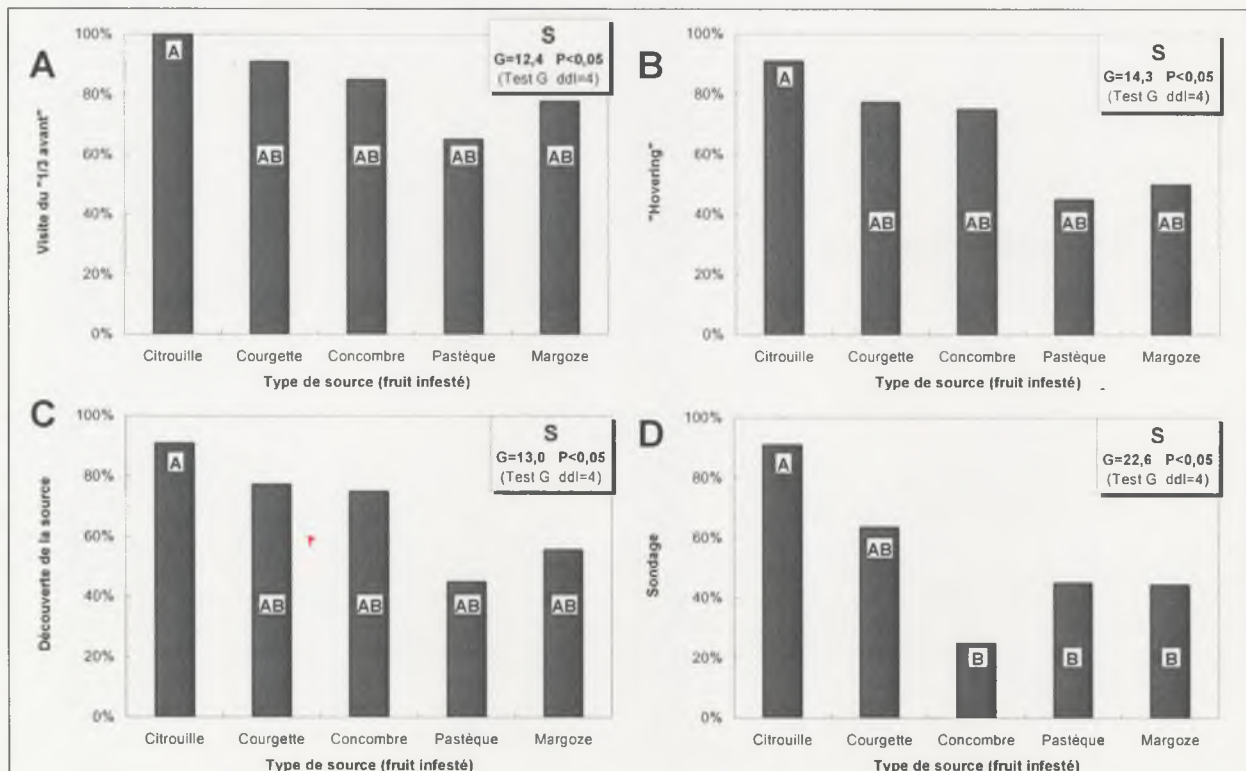 A
Visite du "1/3 avant"
100%
80%
60%
40%
20%
0%
A
AB
AB
AB
AB
S
G=12,4 P<0,05
(Test G ddl=4)
Citrouille Courgette Concombre Pastèque Margoze
Type de source (fruit infesté)
B
"Hovering"
100%
80%
60%
40%
20%
0%
A
AB
AB
AB
AB
S
G=14,3 P<0,05
(Test G ddl=4)
Citrouille Courgette Concombre Pastèque Margoze
Type de source (fruit infesté)
C
Découverte de la source
100%
80%
60%
40%
20%
0%
A
AB
AB
AB
AB
S
G=13,0 P<0,05
(Test G ddl=4)
Citrouille Courgette Concombre Pastèque Margoze
Type de source (fruit infesté)
D
Sondage
100%
80%
60%
40%
20%
0%
A
AB
B
B
B
S
G=22,6 P<0,05
(Test G ddl=4)
Citrouille Courgette Concombre Pastèque Margoze
Type de source (fruit infesté)